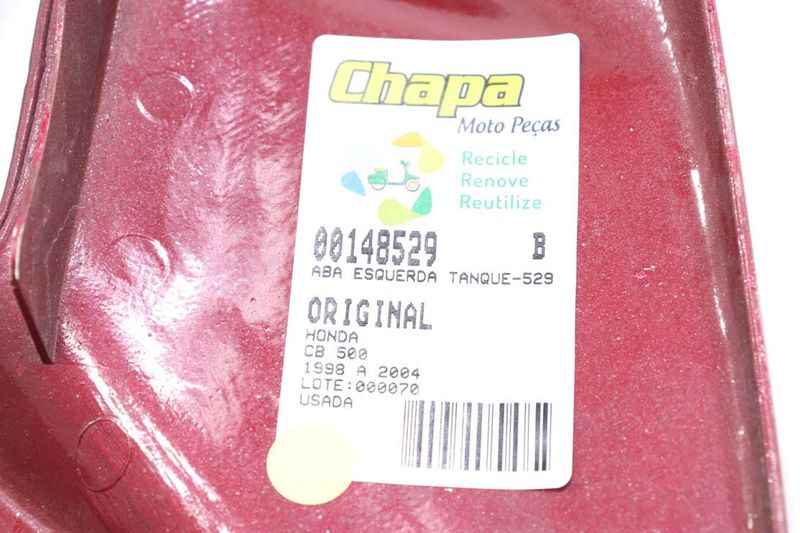 Chapa
Moto Peças
Recicle
Renove
Reutilize
00148529 B
ABA ESQUERDA TANQUE-529
ORIGINAL
HONDA
CB 500
1998 A 2004
LOTE:000070
USADA